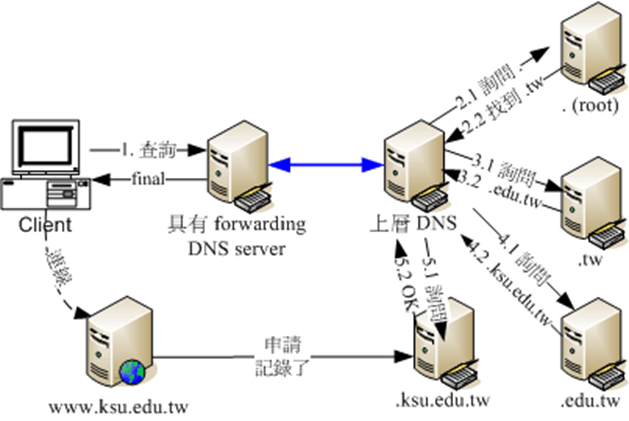 2.1 詢問 .
2.2 找到 .tw
. (root)
1. 查詢
final
Client
具有 forwarding
DNS server
上層 DNS
3.1 詢問
3.2 .edu.tw
.tw
連線
4.1 詢問
4.2 .ksu.edu.tw
5.1 詢問
5.2 OK
申請
記錄了
www.ksu.edu.tw
.ksu.edu.tw
.edu.tw